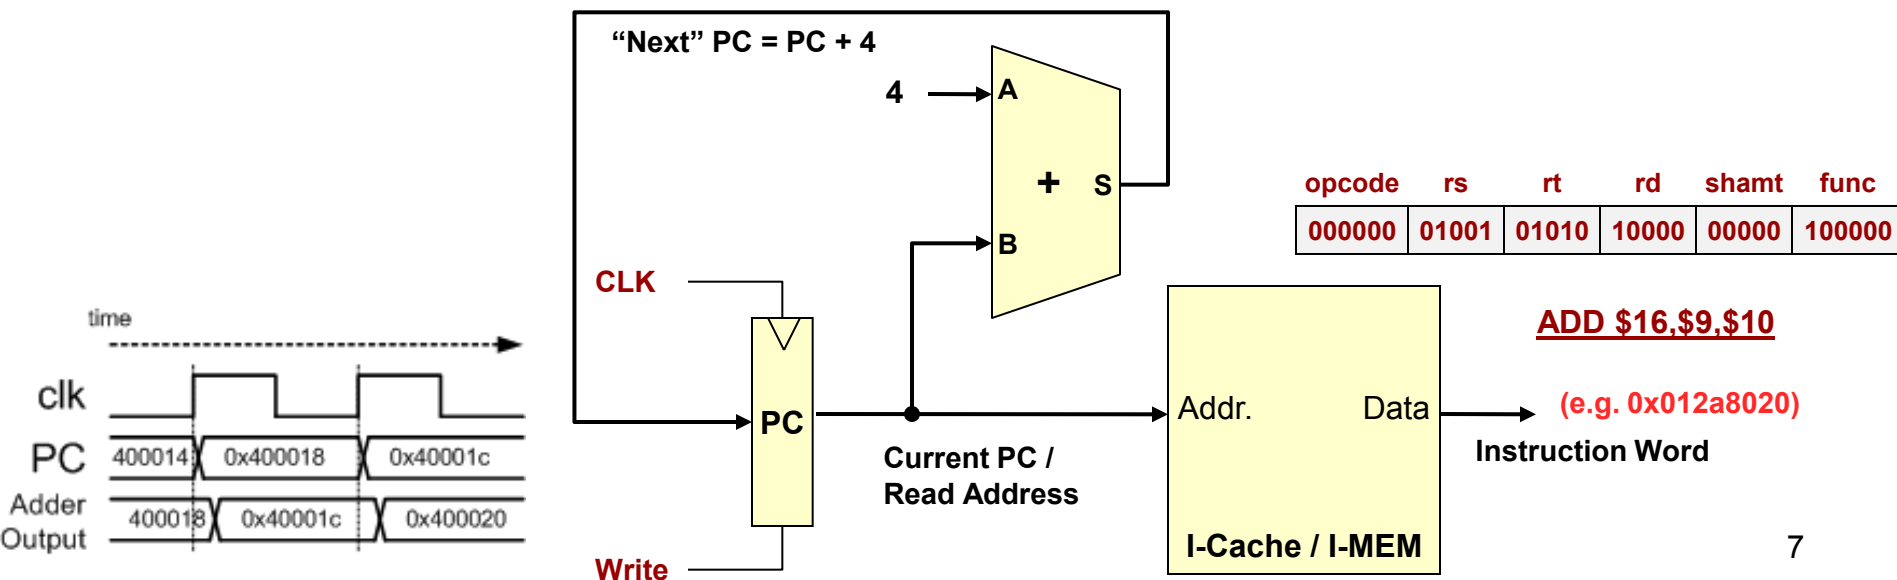 “Next” PC = PC + 4
4
A
+
S
B
CLK
PC
Write
Current PC /
Read Address
Addr.
Data
I-Cache / I-MEM
opcode rs rt rd shamt func
000000 01001 01010 10000 00000 100000
ADD $16,$9,$10
(e.g. 0x012a8020)
Instruction Word
time
clk
PC 400014 0x400018 0x40001c
Adder
Output
400018 0x40001c 0x400020
7